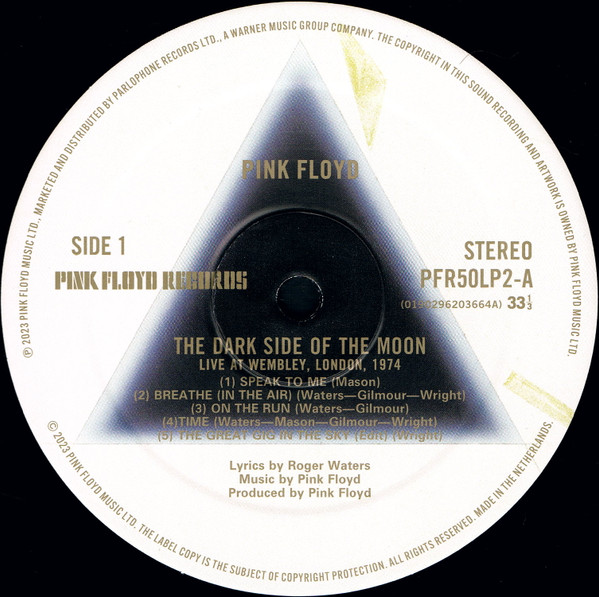 ℗ 2023 PINK FLOYD MUSIC LTD., MARKETED AND DISTRIBUTED BY PARLOPHONE RECORDS LTD., A WARNER MUSIC GROUP COMPANY. THE COPYRIGHT IN THIS SOUND RECORDING AND ARTWORK IS OWNED BY PINK FLOYD MUSIC LTD.
PINK FLOYD
SIDE 1
PINK FLOYD RECORDS
STEREO
PFR50LP2-A
(0190296203664A) 33⅓
THE DARK SIDE OF THE MOON
LIVE AT WEMBLEY, LONDON, 1974
(1) SPEAK TO ME (Mason)
(2) BREATHE (IN THE AIR) (Waters—Gilmour—Wright)
(3) ON THE RUN (Waters—Gilmour)
(4)TIME (Waters—Mason—Gilmour—Wright)
(5) THE GREAT GIG IN THE SKY (Edit) (Wright)
Lyrics by Roger Waters
Music by Pink Floyd
Produced by Pink Floyd
© 2023 PINK FLOYD MUSIC LTD. THE LABEL COPY IS THE SUBJECT OF COPYRIGHT PROTECTION. ALL RIGHTS RESERVED. MADE IN THE NETHERLANDS.